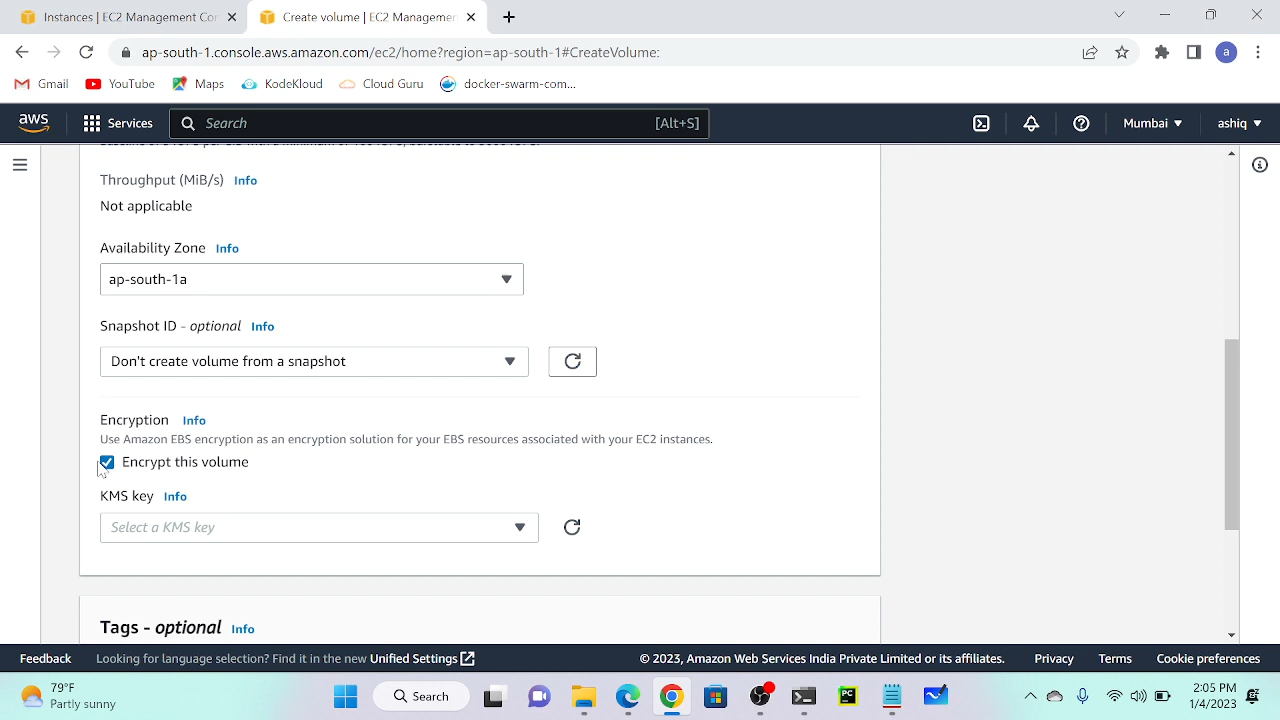 Instances | EC2 Management Con
Create volume | EC2 Managemen
ap-south-1.console.aws.amazon.com/ec2/home?region=ap-south-1#CreateVolume:
a
Gmail
YouTube
Maps
KodeKloud
Cloud Guru
docker-swarm-com...
aws
Services
Search
[Alt+S]
Mumbai
ashiq
Throughput (MiB/s) Info
Not applicable
Availability Zone Info
ap-south-1a
Snapshot ID - optional Info
Don't create volume from a snapshot
Encryption Info
Use Amazon EBS encryption as an encryption solution for your EBS resources associated with your EC2 instances.
Encrypt this volume
KMS key Info
Select a KMS key
Tags - optional Info
Feedback
Looking for language selection? Find it in the new Unified Settings
© 2023, Amazon Web Services India Private Limited or its affiliates.
Privacy
Terms
Cookie preferences
79°F
Partly sunny
Search
PC
2:05 PM
1/4/2023